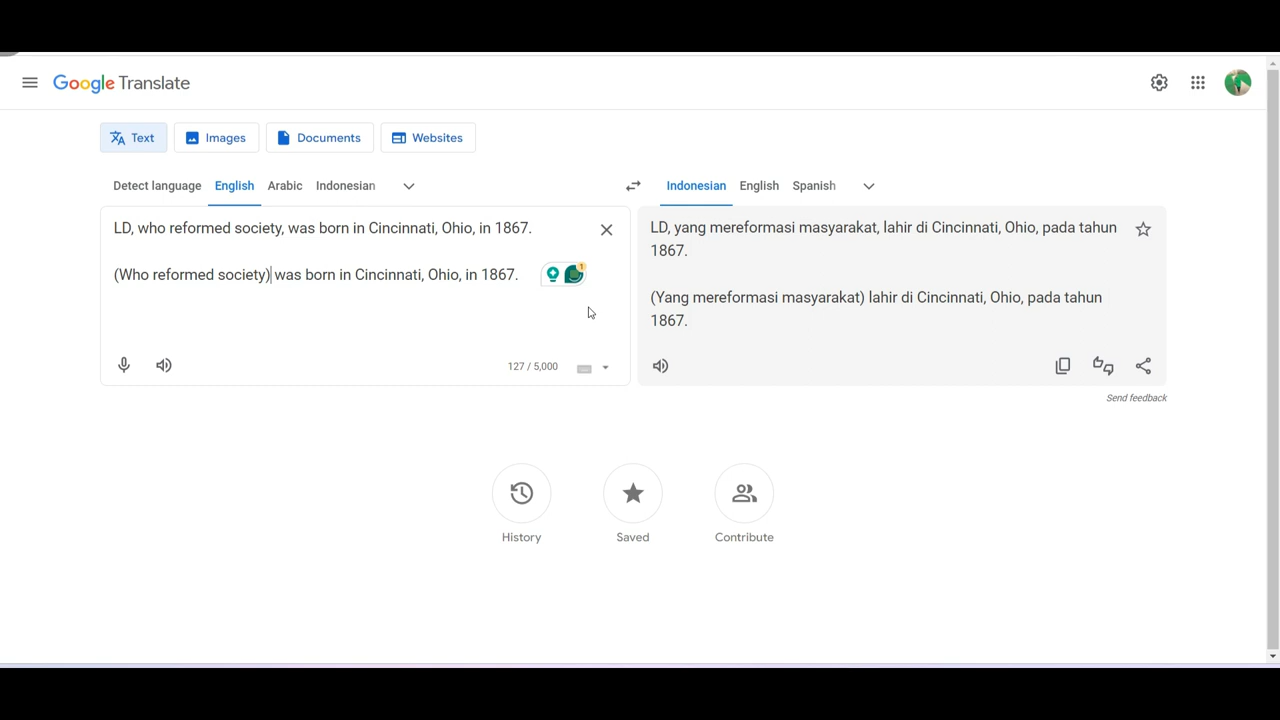 Google Translate
Text Images Documents Websites
Detect language English Arabic Indonesian
Indonesian English Spanish
LD, who reformed society, was born in Cincinnati, Ohio, in 1867.
(Who reformed society) was born in Cincinnati, Ohio, in 1867.
1
127 / 5,000
LD, yang mereformasi masyarakat, lahir di Cincinnati, Ohio, pada tahun
1867.
(Yang mereformasi masyarakat) lahir di Cincinnati, Ohio, pada tahun
1867.
Send feedback
History Saved Contribute